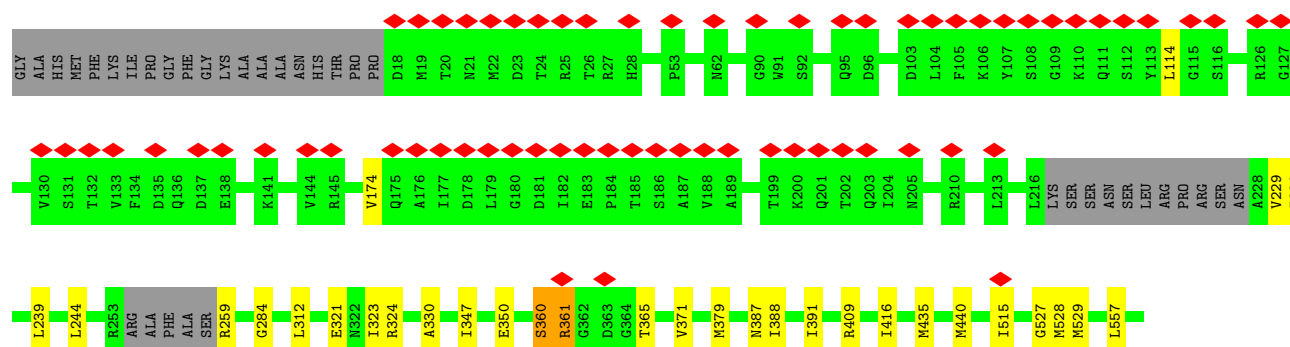 GLY ALA HIS MET PHE LYS ILE PRO GLY PHE GLY LYS ALA ALA ALA ASN HIS THR PRO PRO D18 M19 T20 N21 M22 D23 T24 R25 T26 R27 H28 P53 N62 G90 W91 S92 Q95 D96 D103 L104 F105 K106 Y107 S108 G109 K110 Q111 S112 Y113 L114 G115 S116 R126 G127
V130 S131 T132 V133 F134 D135 Q136 D137 E138 K141 V144 R145 V174 Q175 A176 I177 D178 L179 G180 D181 I182 E183 P184 T185 S186 A187 V188 A189 T199 K200 Q201 T202 Q203 I204 N205 R210 L213 L216 LYS SER SER ASN SER LEU ARG PRO ARG SER ASN A228 V229
L239 L244 R253 ARG ALA PHE ALA SER R259 G284 L312 E321 N322 I323 R324 A330 I347 E350 S360 R361 G362 D363 G364 T365 V371 M379 N387 I388 I391 R409 I416 M435 M440 I515 G527 M528 M529 L557